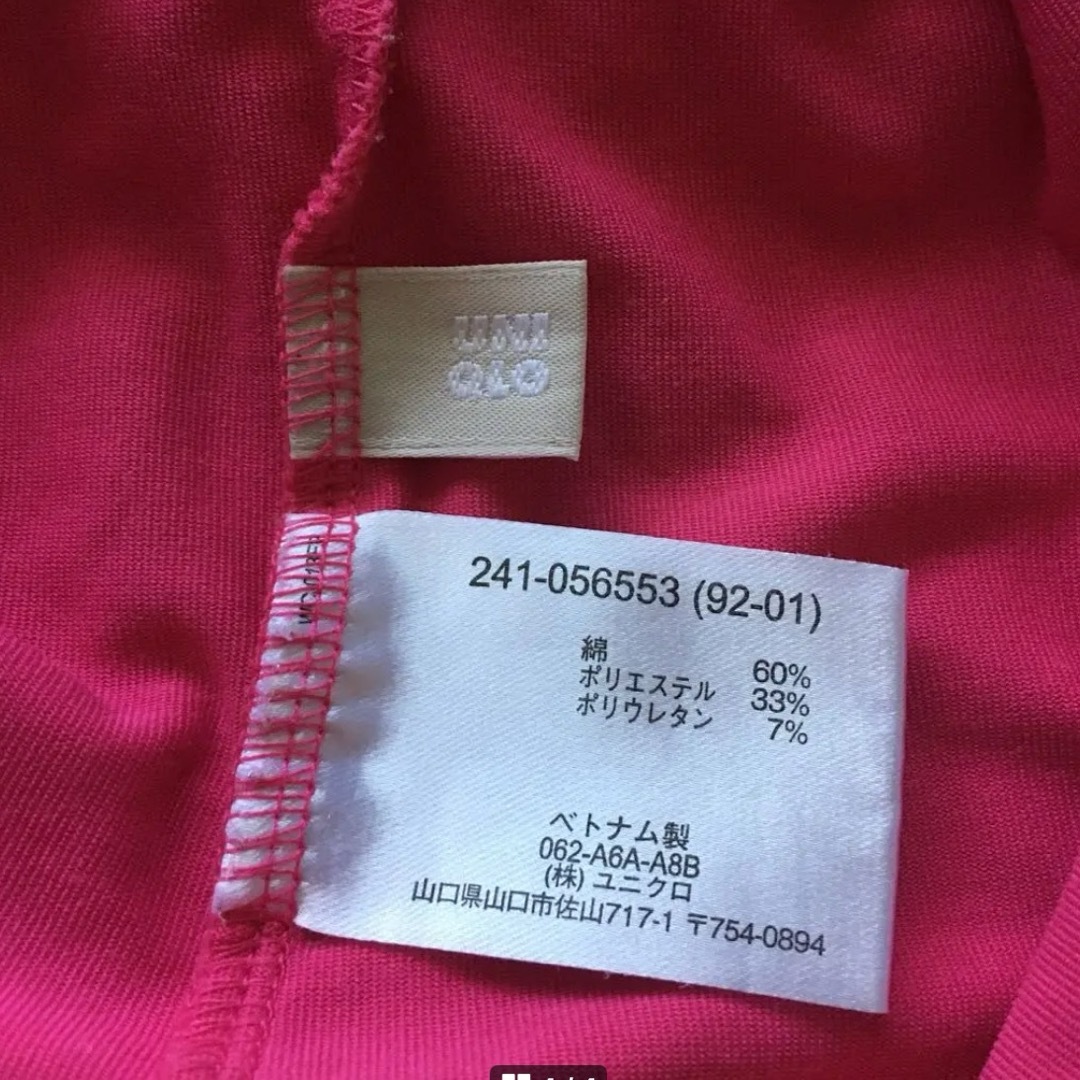 UNI
QLO
241-056553 (92-01)
綿 60%
ポリエステル 33%
ポリウレタン 7%
ベトナム製
062-A6A-A8B
(株) ユニクロ
山口県山口市佐山717-1 〒754-0894